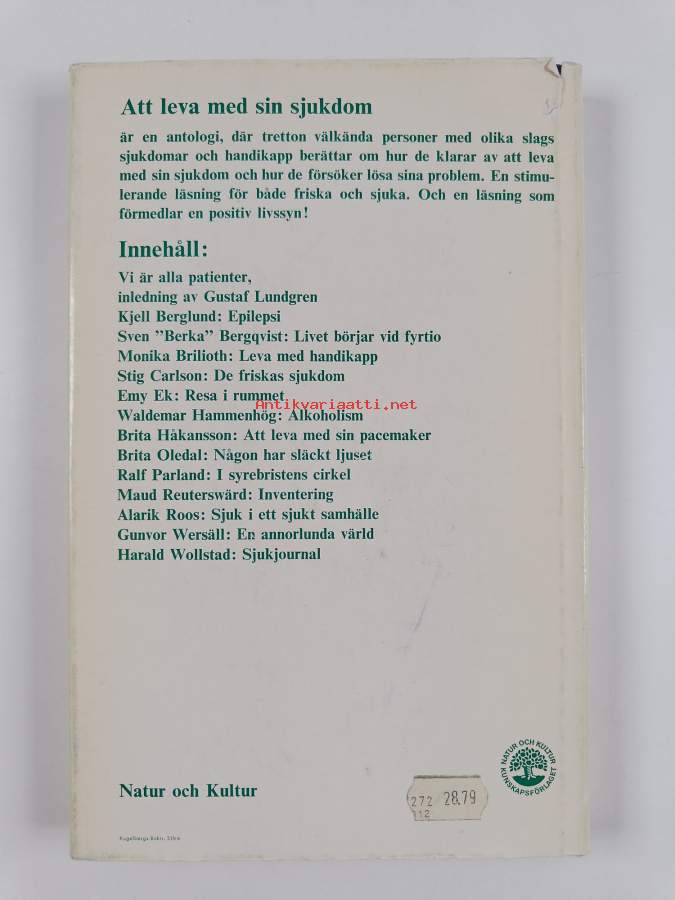 Att leva med sin sjukdom
är en antologi, där tretton välkända personer med olika slags
sjukdomar och handikapp berättar om hur de klarar av att leva
med sin sjukdom och hur de försöker lösa sina problem. En stimu-
lerande läsning för både friska och sjuka. Och en läsning som
förmedlar en positiv livssyn!
Innehåll:
Vi är alla patienter,
inledning av Gustaf Lundgren
Kjell Berglund: Epilepsi
Sven ”Berka” Bergqvist: Livet börjar vid fyrtio
Monika Brilioth: Leva med handikapp
Stig Carlson: De friskas sjukdom
Emy Ek: Resa i rummet
Antikvariaatti.net
Waldemar Hammenhög: Alkoholism
Brita Håkansson: Att leva med sin pacemaker
Brita Oledal: Någon har släckt ljuset
Ralf Parland: I syrebristens cirkel
Maud Reuterswärd: Inventering
Alarik Roos: Sjuk i ett sjukt samhälle
Gunvor Wersäll: En annorlunda värld
Harald Wollstad: Sjukjournal
NATUR OCH KULTUR
KUNSKAPSFÖRLAGET
Natur och Kultur
272 28.79
12